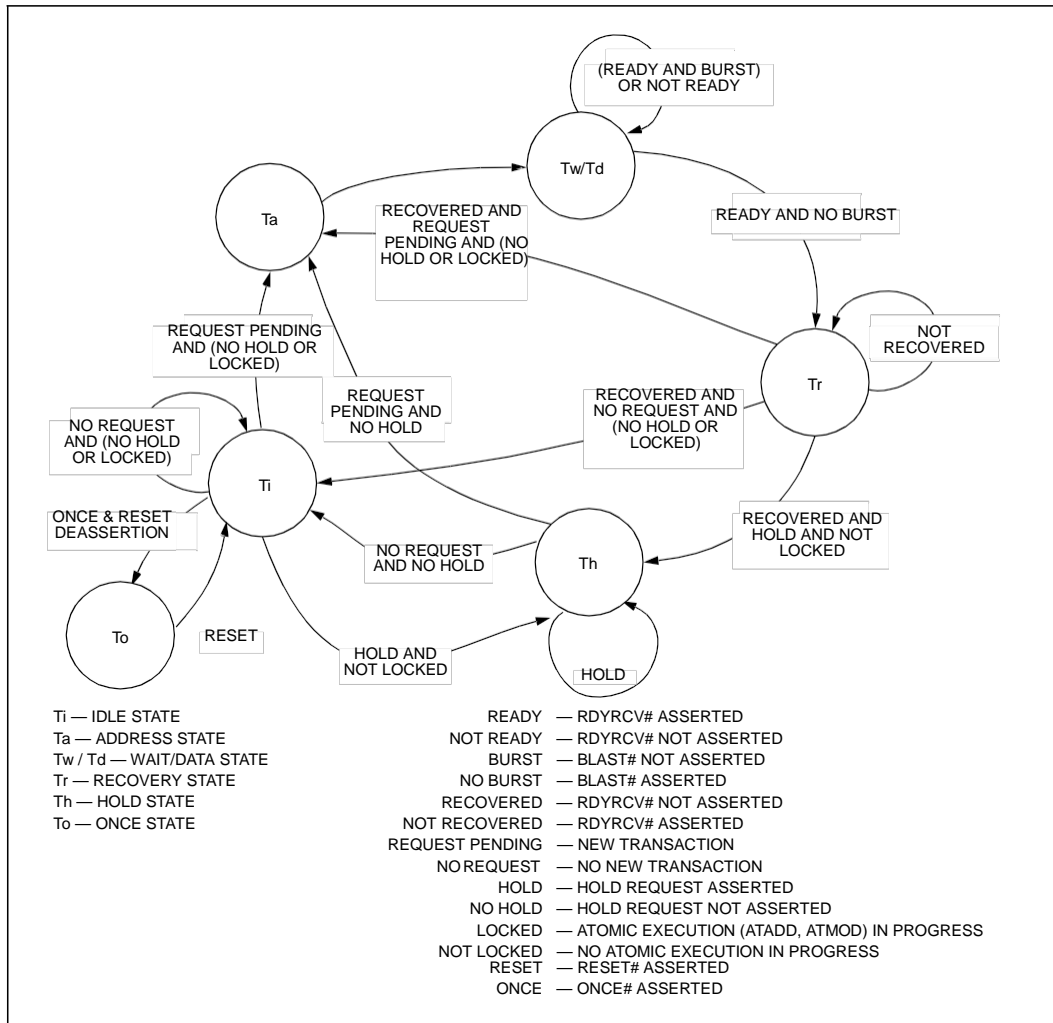 (READY AND BURST)
OR NOT READY
Tw/Td
Ta
READY AND NO BURST
RECOVERED AND
REQUEST
PENDING AND (NO
HOLD OR LOCKED)
NOT
RECOVERED
Tr
REQUEST PENDING
AND (NO HOLD OR
LOCKED)
REQUEST
PENDING AND
NO HOLD
RECOVERED AND
NO REQUEST AND
(NO HOLD OR
LOCKED)
NO REQUEST
AND (NO HOLD
OR LOCKED)
Ti
ONCE & RESET
DEASSERTION
RECOVERED AND
HOLD AND NOT
LOCKED
NO REQUEST
AND NO HOLD
Th
To
RESET
HOLD AND
NOT LOCKED
HOLD
Ti — IDLE STATE
Ta — ADDRESS STATE
Tw / Td — WAIT/DATA STATE
Tr — RECOVERY STATE
Th — HOLD STATE
To — ONCE STATE
READY — RDYRCV# ASSERTED
NOT READY — RDYRCV# NOT ASSERTED
BURST — BLAST# NOT ASSERTED
NO BURST — BLAST# ASSERTED
RECOVERED — RDYRCV# NOT ASSERTED
NOT RECOVERED — RDYRCV# ASSERTED
REQUEST PENDING — NEW TRANSACTION
NO REQUEST — NO NEW TRANSACTION
HOLD — HOLD REQUEST ASSERTED
NO HOLD — HOLD REQUEST NOT ASSERTED
LOCKED — ATOMIC EXECUTION (ATADD, ATMOD) IN PROGRESS
NOT LOCKED — NO ATOMIC EXECUTION IN PROGRESS
RESET — RESET# ASSERTED
ONCE — ONCE# ASSERTED